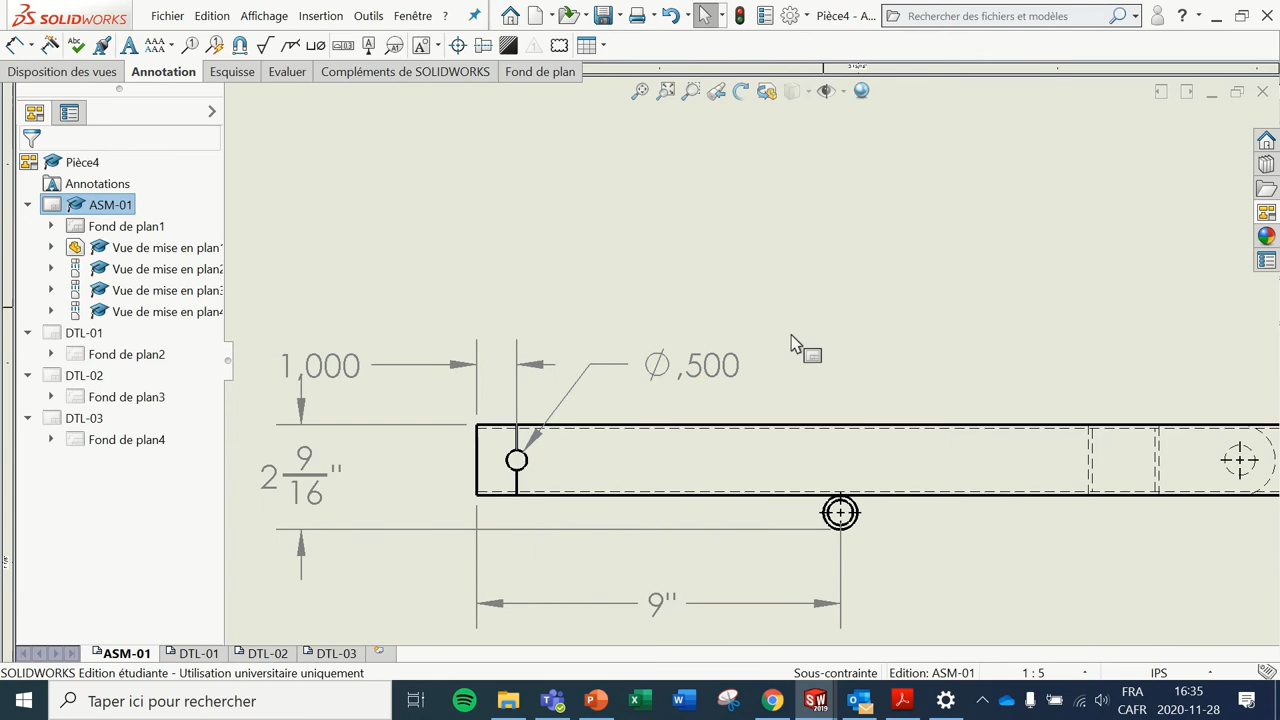 SOLIDWORKS Fichier Edition Affichage Insertion Outils Fenêtre ? Pièce4 - A... Rechercher des fichiers et modèles ?
Disposition des vues Annotation Esquisse Evaluer Compléments de SOLIDWORKS Fond de plan
Pièce4
Annotations
ASM-01
Fond de plan1
Vue de mise en plan1
Vue de mise en plan2
Vue de mise en plan3
Vue de mise en plan4
DTL-01
Fond de plan2
DTL-02
Fond de plan3
DTL-03
Fond de plan4
1,000 Ø ,500
2 9/16"
9"
ASM-01 DTL-01 DTL-02 DTL-03
SOLIDWORKS Edition étudiante - Utilisation universitaire uniquement Sous-contrainte Edition: ASM-01 1 : 5 IPS
Taper ici pour rechercher FRA 16:35
CAFR 2020-11-28